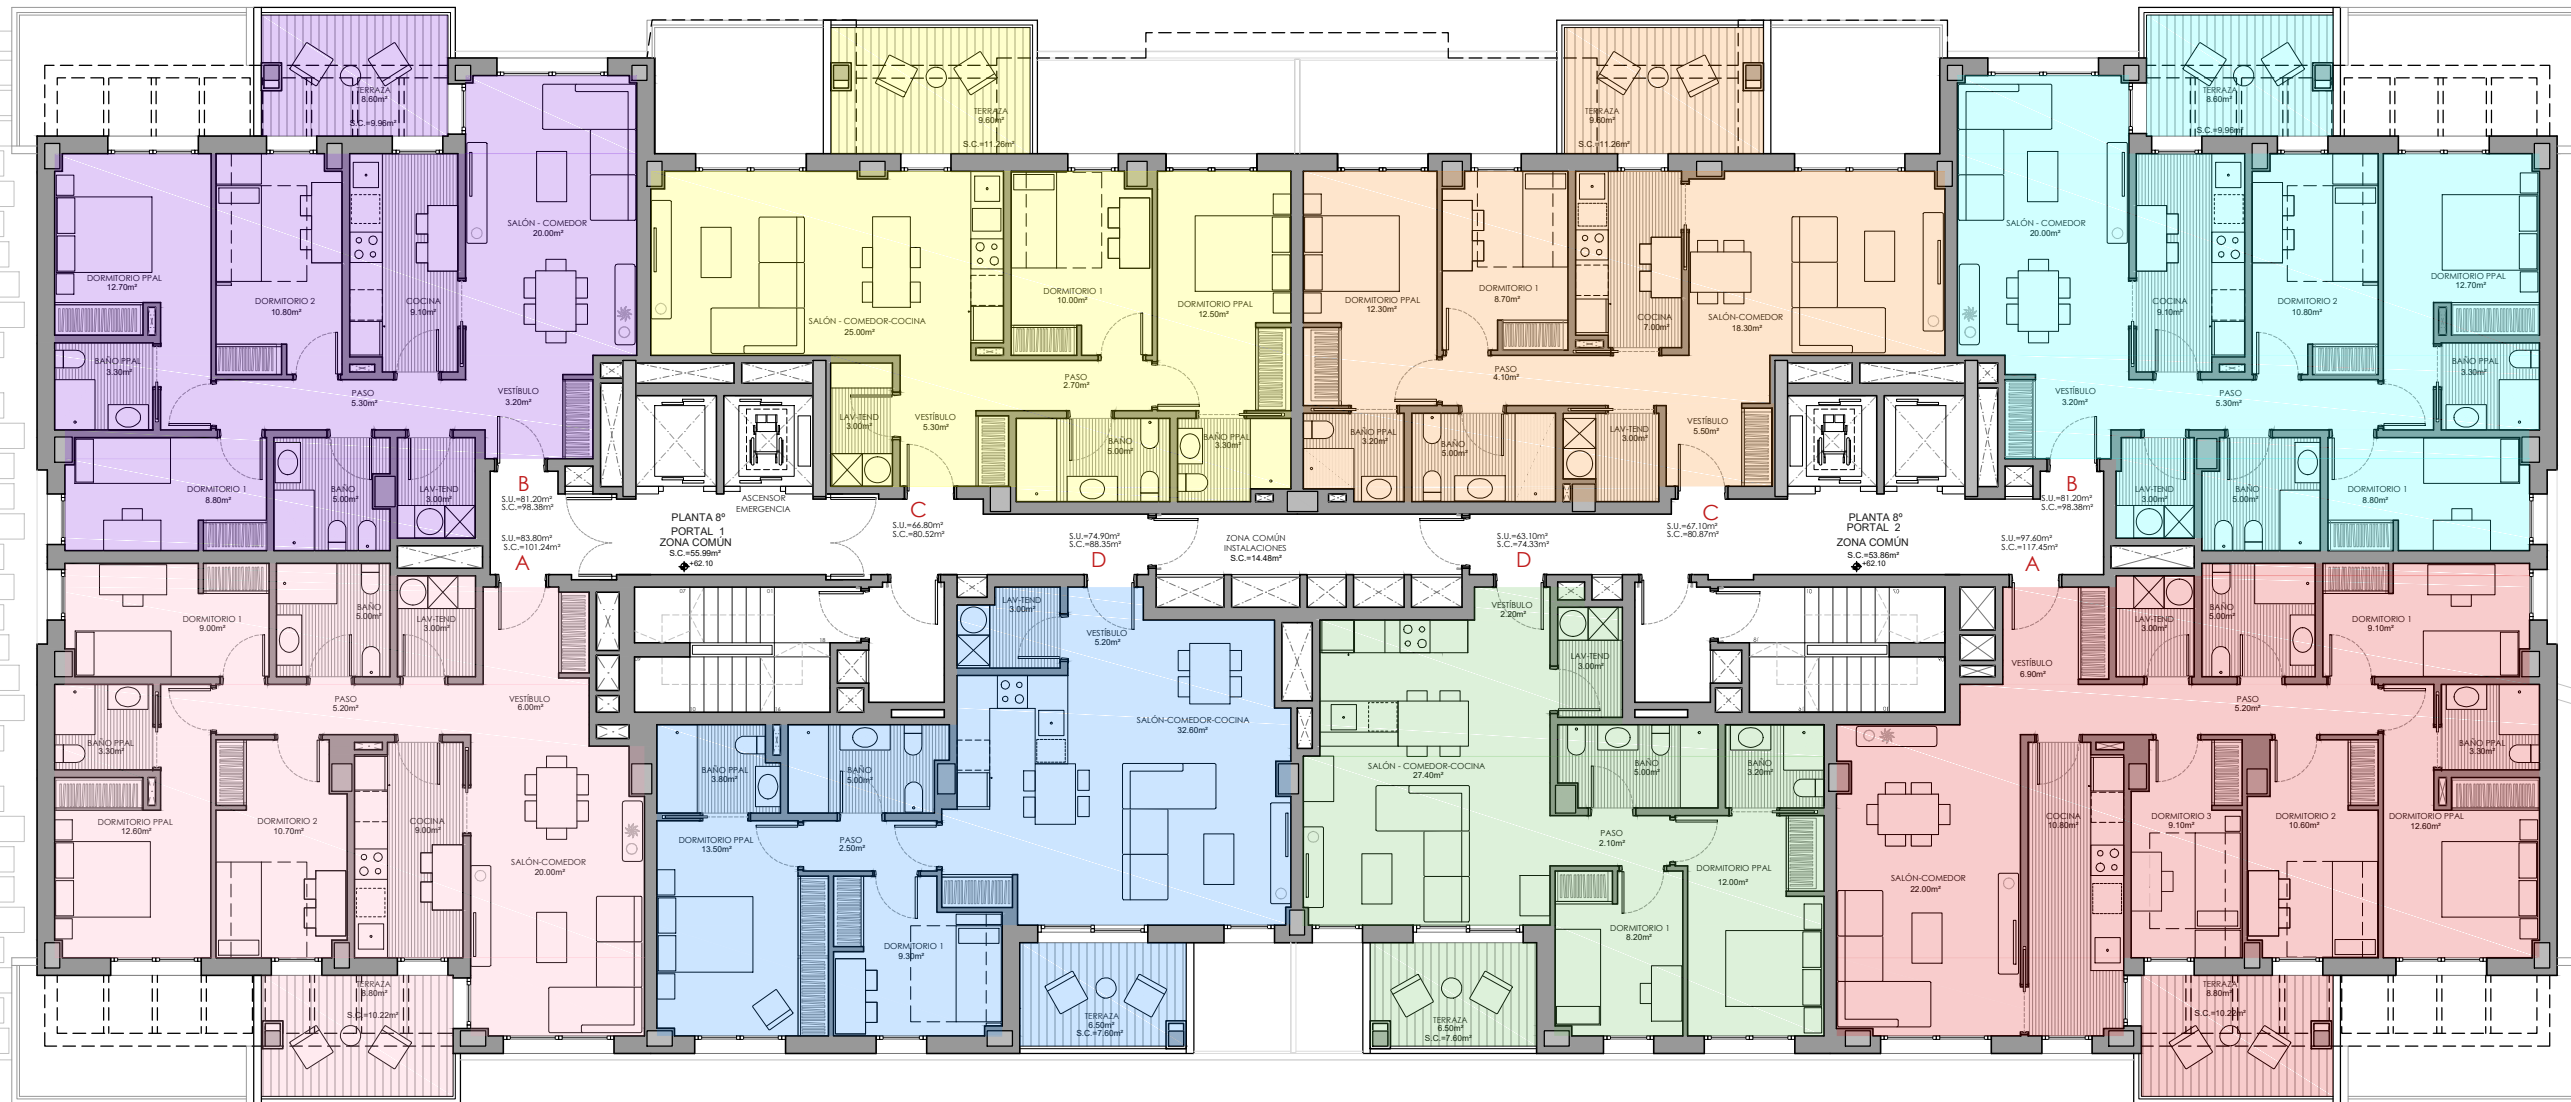 TERRAZA
8.60m²
S.C.=9.96m²
SALÓN - COMEDOR
20.00m²
DORMITORIO PPAL
12.70m²
DORMITORIO 2
10.80m²
COCINA
9.10m²
BAÑO PPAL
3.30m²
PASO
5.30m²
VESTÍBULO
3.20m²
DORMITORIO 1
8.80m²
BAÑO
5.00m²
LAV-TEND
3.00m²
B
S.U.=81.20m²
S.C.=98.38m²
TERRAZA
9.60m²
S.C.=11.26m²
SALÓN - COMEDOR-COCINA
25.00m²
DORMITORIO 1
10.00m²
DORMITORIO PPAL
12.50m²
PASO
2.70m²
LAV-TEND
3.00m²
VESTÍBULO
5.30m²
BAÑO
5.00m²
BAÑO PPAL
3.30m²
C
S.U.=66.80m²
S.C.=80.52m²
ASCENSOR
EMERGENCIA
PLANTA 8º
PORTAL 1
ZONA COMÚN
S.C.=55.99m²
+62.10
TERRAZA
9.60m²
S.C.=11.26m²
DORMITORIO PPAL
12.30m²
DORMITORIO 1
8.70m²
COCINA
7.00m²
SALÓN-COMEDOR
18.30m²
PASO
4.10m²
BAÑO PPAL
3.20m²
BAÑO
5.00m²
LAV-TEND
3.00m²
VESTÍBULO
5.50m²
C
S.U.=67.10m²
S.C.=80.87m²
TERRAZA
8.60m²
S.C.=9.96m²
SALÓN - COMEDOR
20.00m²
COCINA
9.10m²
DORMITORIO 2
10.80m²
DORMITORIO PPAL
12.70m²
BAÑO PPAL
3.30m²
VESTÍBULO
3.20m²
PASO
5.30m²
LAV-TEND
3.00m²
BAÑO
5.00m²
DORMITORIO 1
8.80m²
B
S.U.=81.20m²
S.C.=98.38m²
PLANTA 8º
PORTAL 2
ZONA COMÚN
S.C.=53.86m²
+62.10
ZONA COMÚN
INSTALACIONES
S.C.=14.48m²
S.U.=83.80m²
S.C.=101.24m²
A
DORMITORIO 1
9.00m²
BAÑO
5.00m²
LAV-TEND
3.00m²
PASO
5.20m²
VESTÍBULO
6.00m²
BAÑO PPAL
3.30m²
DORMITORIO PPAL
12.60m²
DORMITORIO 2
10.70m²
COCINA
9.00m²
SALÓN-COMEDOR
20.00m²
TERRAZA
8.80m²
S.C.=10.22m²
S.U.=74.90m²
S.C.=88.35m²
D
LAV-TEND
3.00m²
VESTÍBULO
5.20m²
SALÓN-COMEDOR-COCINA
32.60m²
BAÑO PPAL
3.80m²
BAÑO
5.00m²
DORMITORIO PPAL
13.50m²
PASO
2.50m²
DORMITORIO 1
9.30m²
TERRAZA
6.50m²
S.C.=7.60m²
S.U.=63.10m²
S.C.=74.33m²
D
VESTÍBULO
2.20m²
LAV-TEND
3.00m²
SALÓN - COMEDOR-COCINA
27.40m²
BAÑO
5.00m²
BAÑO
3.20m²
PASO
2.10m²
DORMITORIO PPAL
12.00m²
DORMITORIO 1
8.20m²
TERRAZA
6.50m²
S.C.=7.60m²
S.U.=97.60m²
S.C.=117.45m²
A
LAV-TEND
3.00m²
BAÑO
5.00m²
DORMITORIO 1
9.10m²
VESTÍBULO
6.90m²
PASO
5.20m²
BAÑO PPAL
3.30m²
COCINA
10.80m²
DORMITORIO 3
9.10m²
DORMITORIO 2
10.60m²
DORMITORIO PPAL
12.60m²
SALÓN-COMEDOR
22.00m²
TERRAZA
8.80m²
S.C.=10.22m²